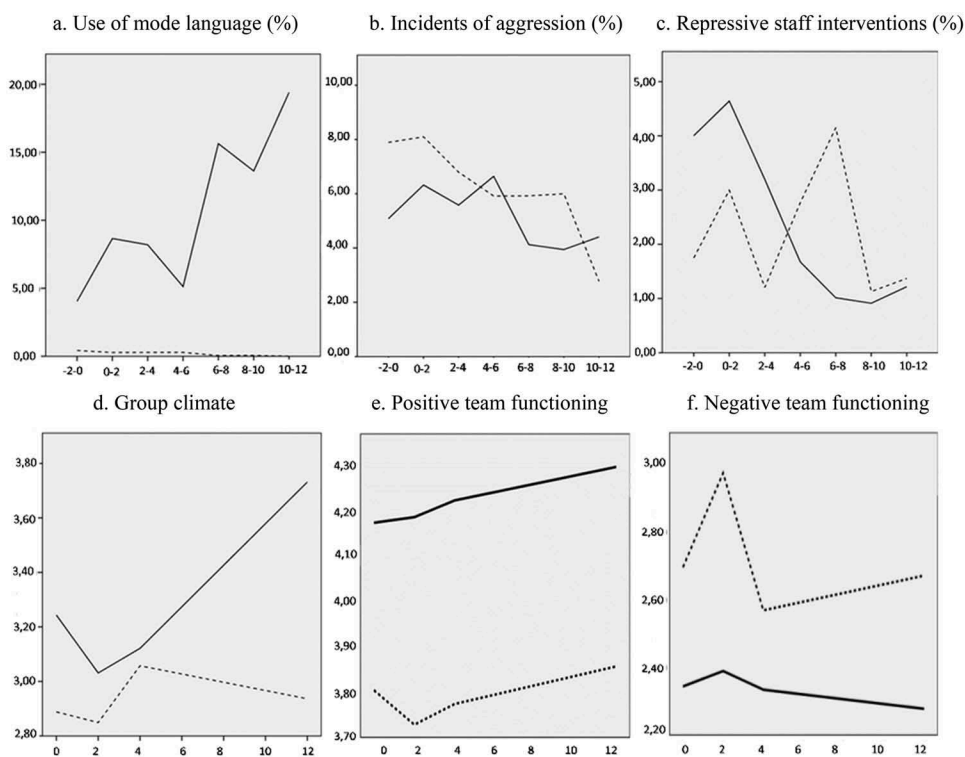 a. Use of mode language (%)
20,00
15,00
10,00
5,00
0,00
-2-0 0-2 2-4 4-6 6-8 8-10 10-12
b. Incidents of aggression (%)
10,00
8,00
6,00
4,00
2,00
0,00
-2-0 0-2 2-4 4-6 6-8 8-10 10-12
c. Repressive staff interventions (%)
5,00
4,00
3,00
2,00
1,00
0,00
-2-0 0-2 2-4 4-6 6-8 8-10 10-12
d. Group climate
3,80
3,60
3,40
3,20
3,00
2,80
0 2 4 6 8 10 12
e. Positive team functioning
4,30
4,20
4,10
4,00
3,90
3,80
3,70
0 2 4 6 8 10 12
f. Negative team functioning
3,00
2,80
2,60
2,40
2,20
0 2 4 6 8 10 12